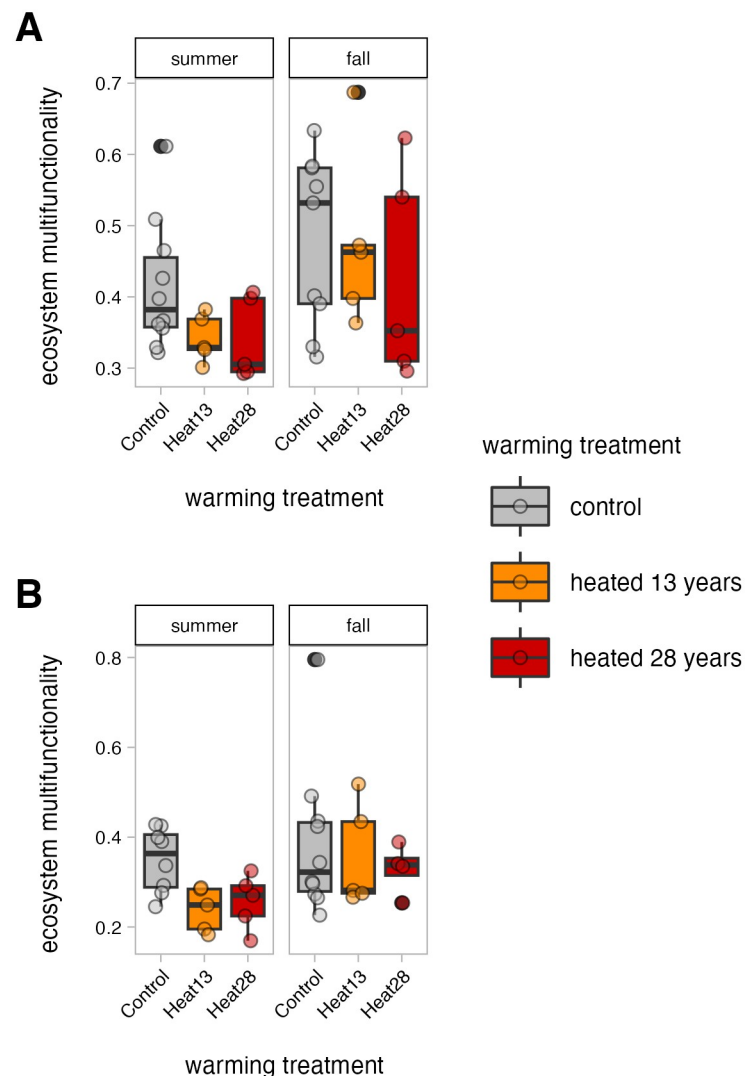 A
summer
fall
ecosystem multifunctionality
0.7
0.6
0.5
0.4
0.3
Control
Heat13
Heat28
Control
Heat13
Heat28
warming treatment
warming treatment
control
heated 13 years
heated 28 years
B
summer
fall
ecosystem multifunctionality
0.8
0.6
0.4
0.2
Control
Heat13
Heat28
Control
Heat13
Heat28
warming treatment